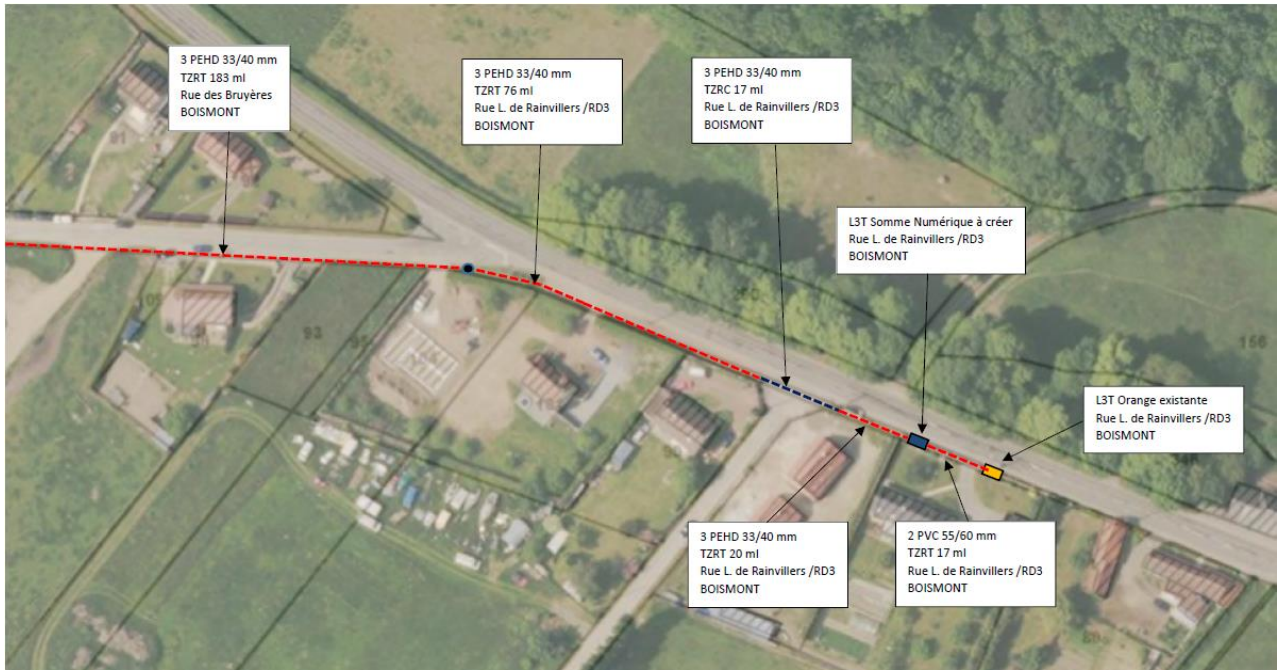 3 PEHD 33/40 mm
TZRT 183 ml
Rue des Bruyères
BOISMONT
3 PEHD 33/40 mm
TZRT 76 ml
Rue L. de Rainvillers /RD3
BOISMONT
3 PEHD 33/40 mm
TZRC 17 ml
Rue L. de Rainvillers /RD3
BOISMONT
L3T Somme Numérique à créer
Rue L. de Rainvillers /RD3
BOISMONT
L3T Orange existante
Rue L. de Rainvillers /RD3
BOISMONT
3 PEHD 33/40 mm
TZRT 20 ml
Rue L. de Rainvillers /RD3
BOISMONT
2 PVC 55/60 mm
TZRT 17 ml
Rue L. de Rainvillers /RD3
BOISMONT
93
156